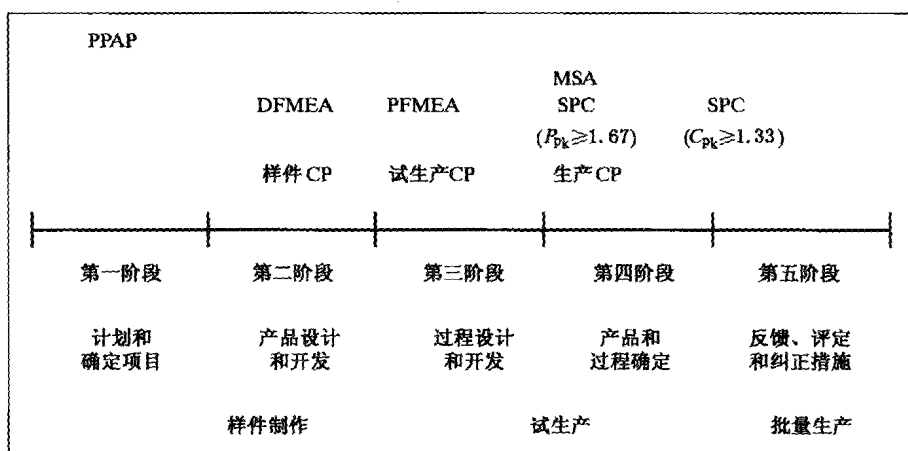 PPAP
MSA
DFMEA PFMEA SPC SPC
(Ppk≥1.67) (Cpk≥1.33)
样件CP 试生产CP 生产CP
第一阶段 第二阶段 第三阶段 第四阶段 第五阶段
计划和 产品设计 过程设计 产品和 反馈、评定
确定项目 和开发 和开发 过程确定 和纠正措施
样件制作 试生产 批量生产